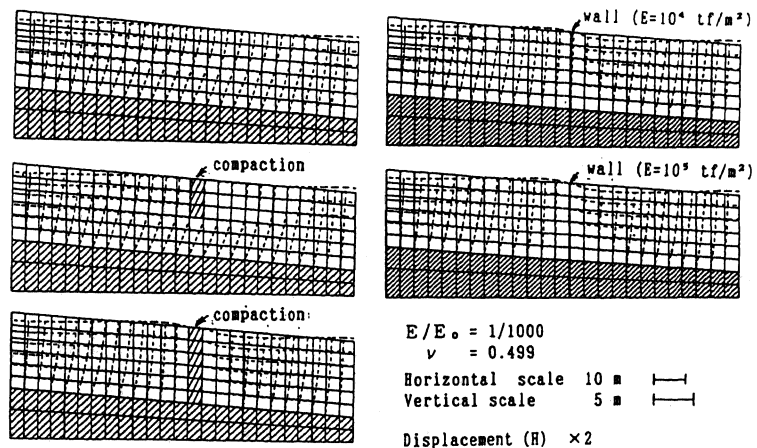 wall (E=10⁴ tf/m²)
compaction
wall (E=10⁵ tf/m²)
compaction
E/E₀ = 1/1000
ν = 0.499
Horizontal scale 10 m
Vertical scale 5 m
Displacement (H) ×2